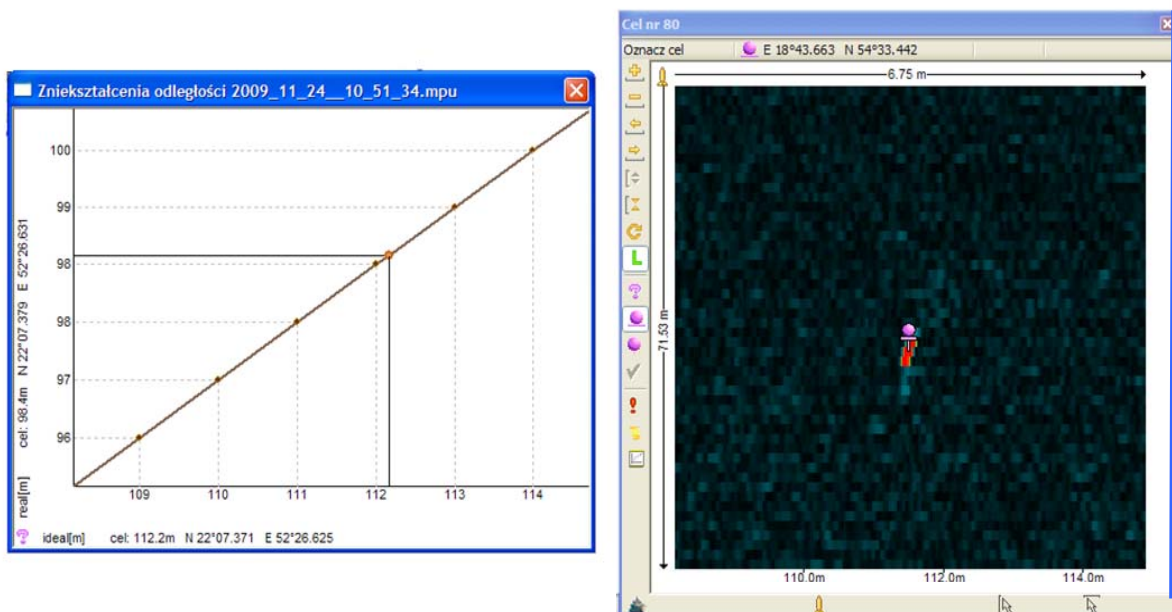 Zniekształcenia odległości 2009_11_24__10_51_34.mpu
100
99
98
98
97
96
real[m] cel: 98.4m N 22°07.379 E 52°26.631
109 110 111 112 113 114
ideal[m] cel: 112.2m N 22°07.371 E 52°26.625
Cel nr 80
Oznacz cel E 18°43.663 N 54°33.442
6.75 m
71.53 m
110.0m 112.0m 114.0m